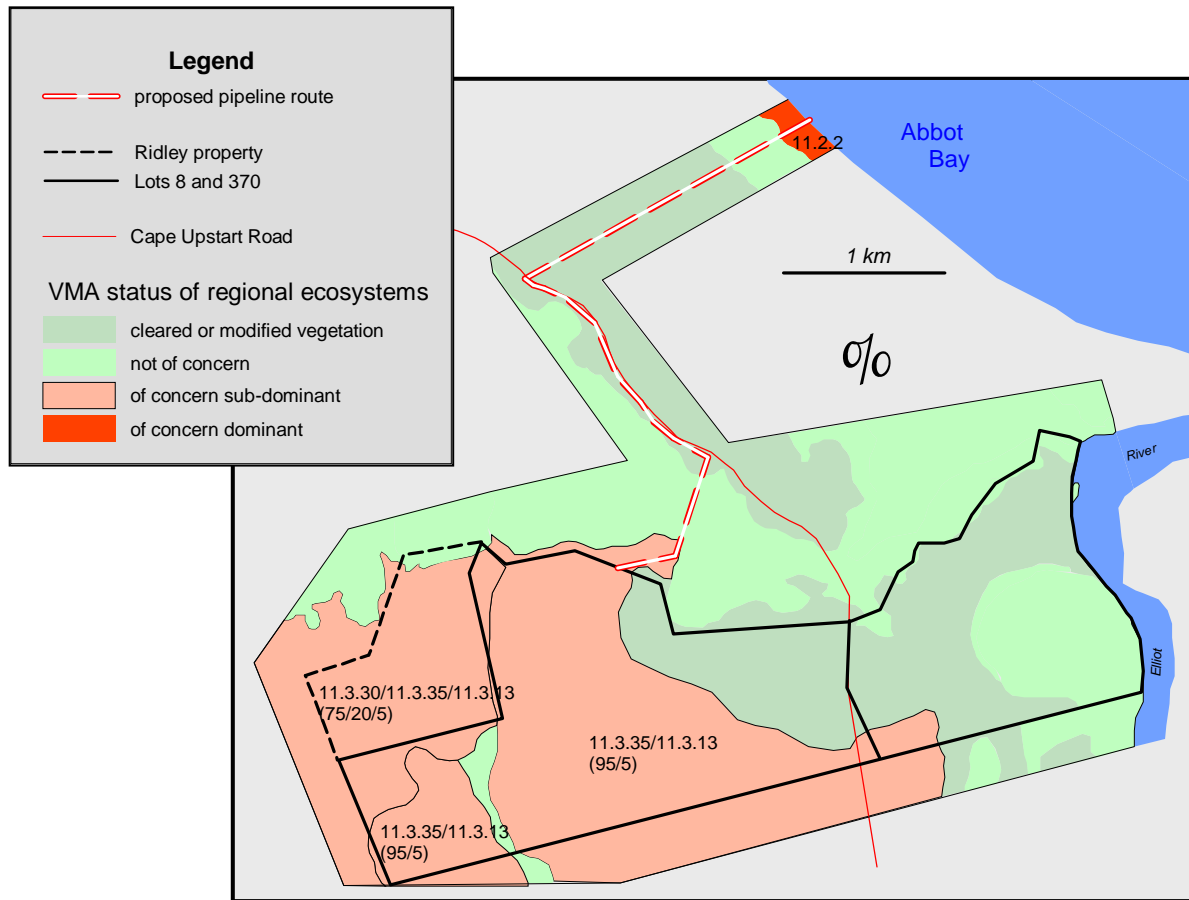 Legend
proposed pipeline route
Ridley property
Lots 8 and 370
Cape Upstart Road
VMA status of regional ecosystems
cleared or modified vegetation
not of concern
of concern sub-dominant
of concern dominant
11.2.2
Abbot
Bay
1 km
%
River
Elliot
11.3.30/11.3.35/11.3.13
(75/20/5)
11.3.35/11.3.13
(95/5)
11.3.35/11.3.13
(95/5)